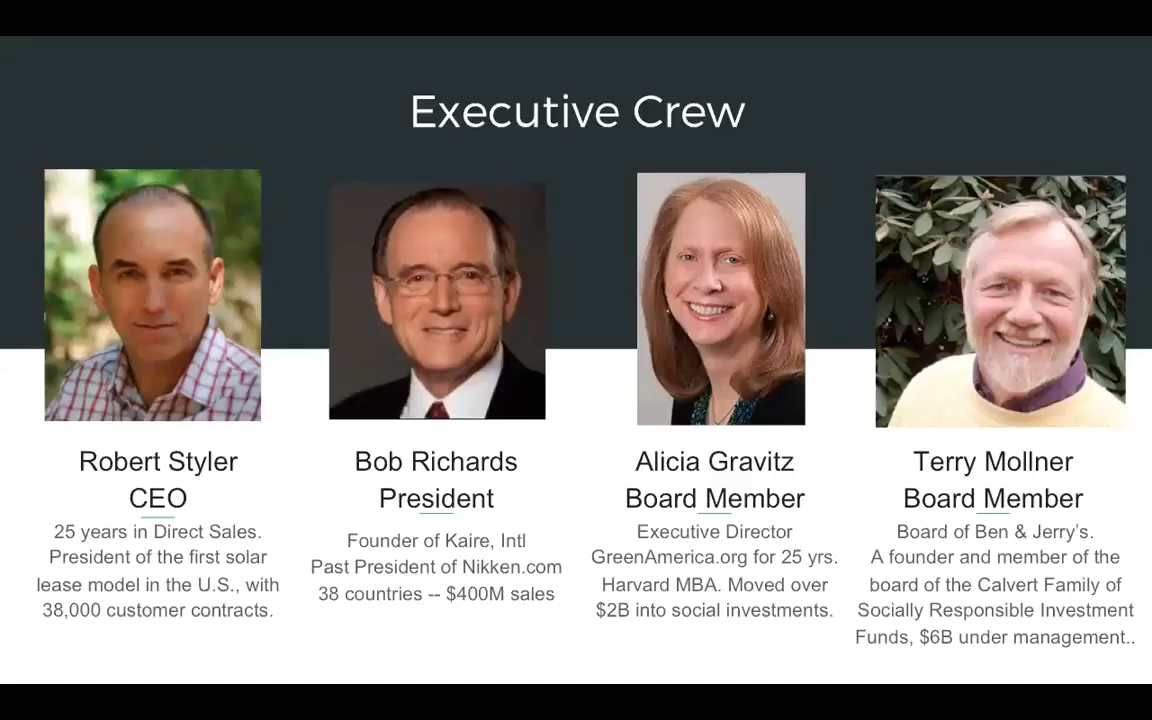 Executive Crew
Robert Styler
CEO
25 years in Direct Sales.
President of the first solar
lease model in the U.S., with
38,000 customer contracts.
Bob Richards
President
Founder of Kaire, Intl
Past President of Nikken.com
38 countries -- $400M sales
Alicia Gravitz
Board Member
Executive Director
GreenAmerica.org for 25 yrs.
Harvard MBA. Moved over
$2B into social investments.
Terry Mollner
Board Member
Board of Ben & Jerry’s.
A founder and member of the
board of the Calvert Family of
Socially Responsible Investment
Funds, $6B under management..